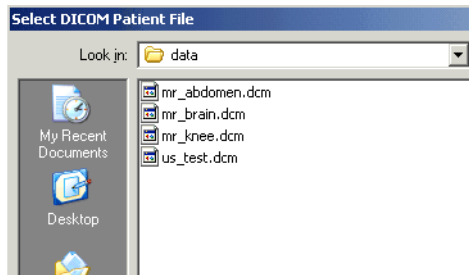 Select DICOM Patient File
Look in: data
mr_abdomen.dcm
mr_brain.dcm
mr_knee.dcm
us_test.dcm
My Recent
Documents
Desktop